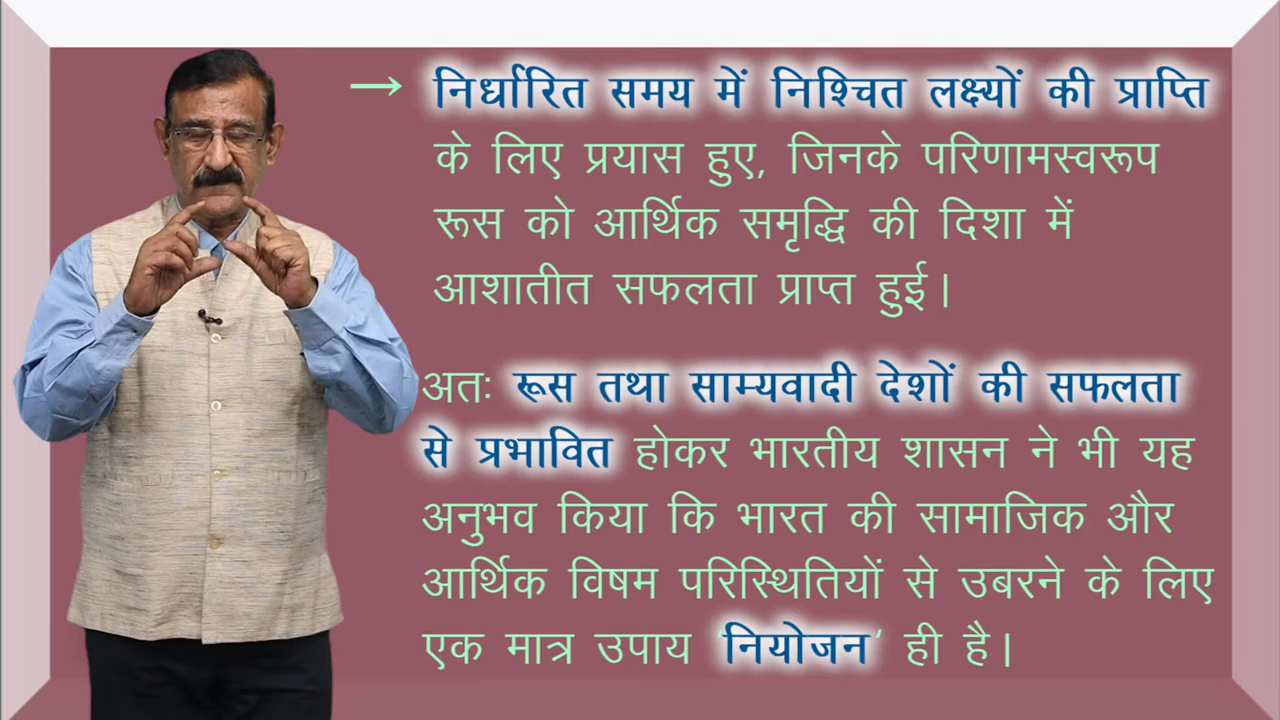 → निर्धारित समय में निश्चित लक्ष्यों की प्राप्ति
के लिए प्रयास हुए, जिनके परिणामस्वरूप
रूस को आर्थिक समृद्धि की दिशा में
आशातीत सफलता प्राप्त हुई।
अतः रूस तथा साम्यवादी देशों की सफलता
से प्रभावित होकर भारतीय शासन ने भी यह
अनुभव किया कि भारत की सामाजिक और
आर्थिक विषम परिस्थितियों से उबरने के लिए
एक मात्र उपाय ‘नियोजन’ ही है।